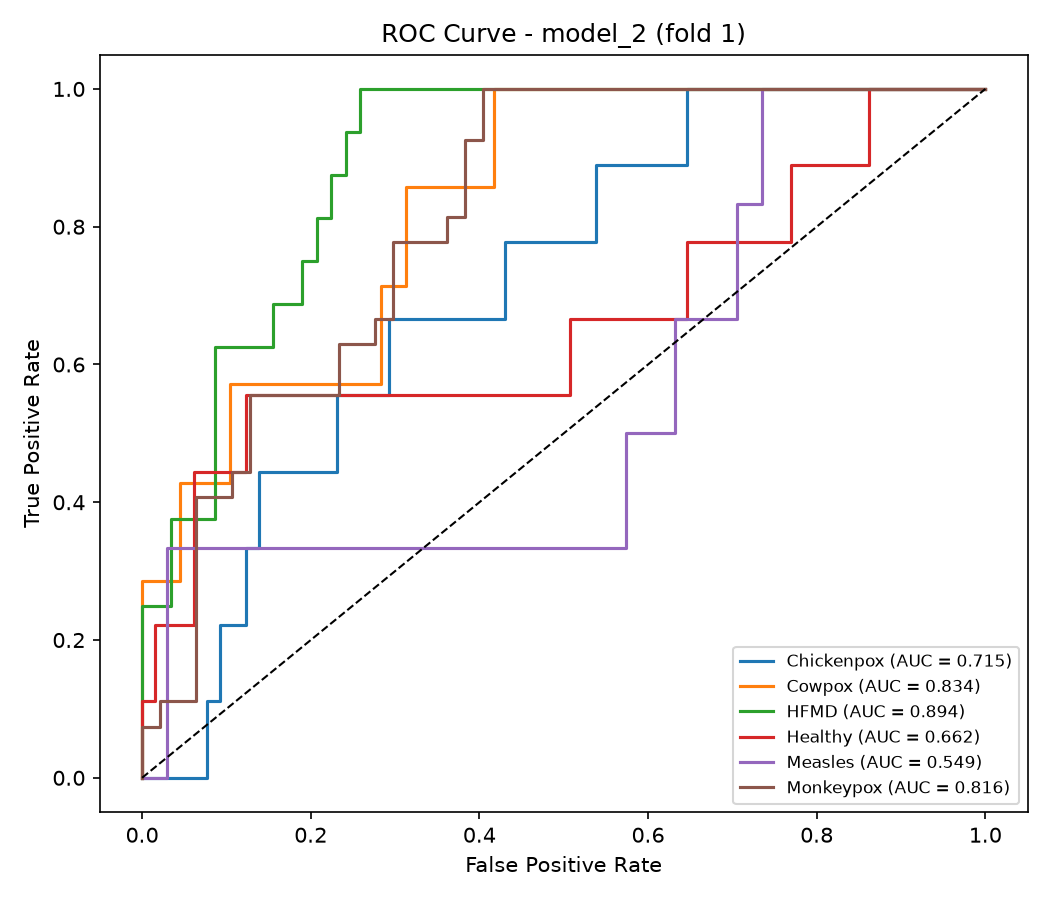 ROC Curve - model_2 (fold 1)
True Positive Rate
1.0
0.8
0.6
0.4
0.2
0.0
0.0 0.2 0.4 0.6 0.8 1.0
False Positive Rate
Chickenpox (AUC = 0.715)
Cowpox (AUC = 0.834)
HFMD (AUC = 0.894)
Healthy (AUC = 0.662)
Measles (AUC = 0.549)
Monkeypox (AUC = 0.816)